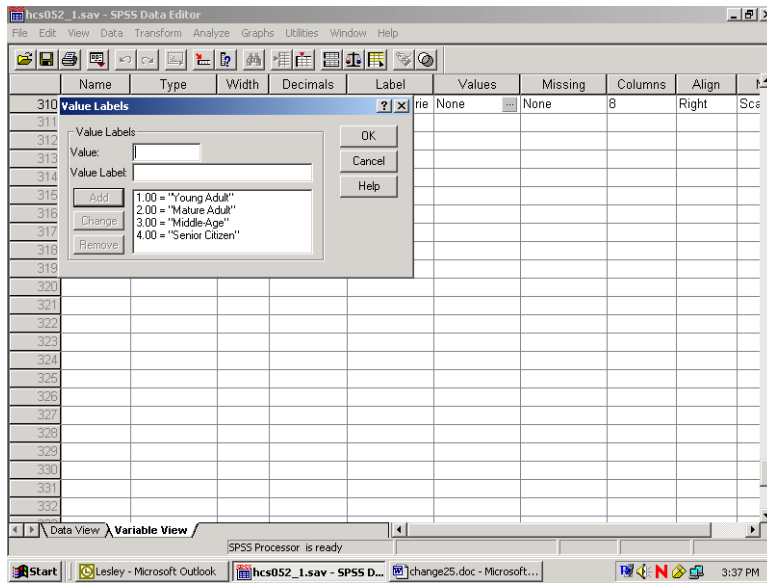 hcs052_1.sav - SPSS Data Editor
File Edit View Data Transform Analyze Graphs Utilities Window Help
Name Type Width Decimals Label Values Missing Columns Align
310 rie None ... None 8 Right Sca
Value Labels
311
Value Labels
312
Value:
OK
313
Cancel
Value Label:
314
Help
315
Add
1.00 = "Young Adult"
316
2.00 = "Mature Adult"
Change
3.00 = "Middle-Age"
317
4.00 = "Senior Citizen"
318
Remove
319
320
321
322
323
324
325
326
327
328
329
330
331
332
Data View Variable View
SPSS Processor is ready
Start Lesley - Microsoft Outlook hcs052_1.sav - SPSS D... change25.doc - Microsoft... N 3:37 PM